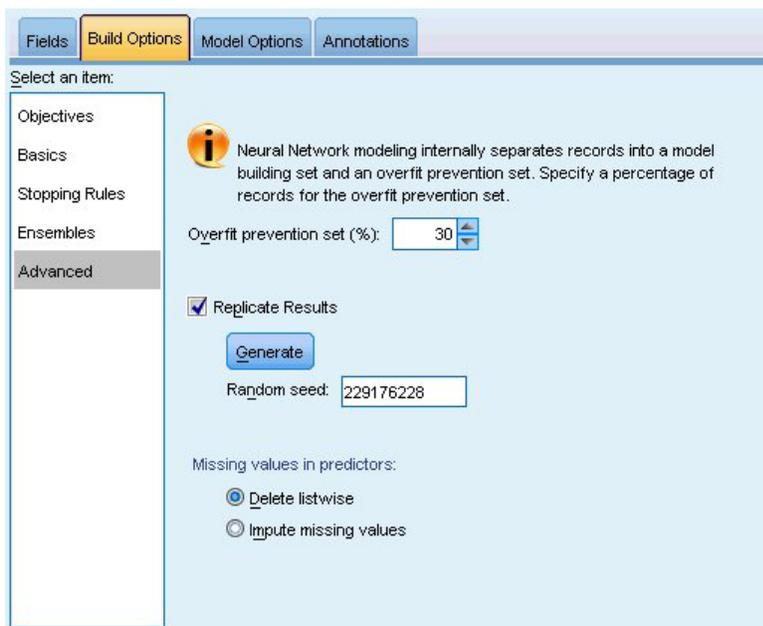 Fields Build Options Model Options Annotations
Select an item:
Objectives
Basics
Stopping Rules
Ensembles
Advanced
Neural Network modeling internally separates records into a model
building set and an overfit prevention set. Specify a percentage of
records for the overfit prevention set.
Overfit prevention set (%): 30
Replicate Results
Generate
Random seed: 229176228
Missing values in predictors:
Delete listwise
Impute missing values